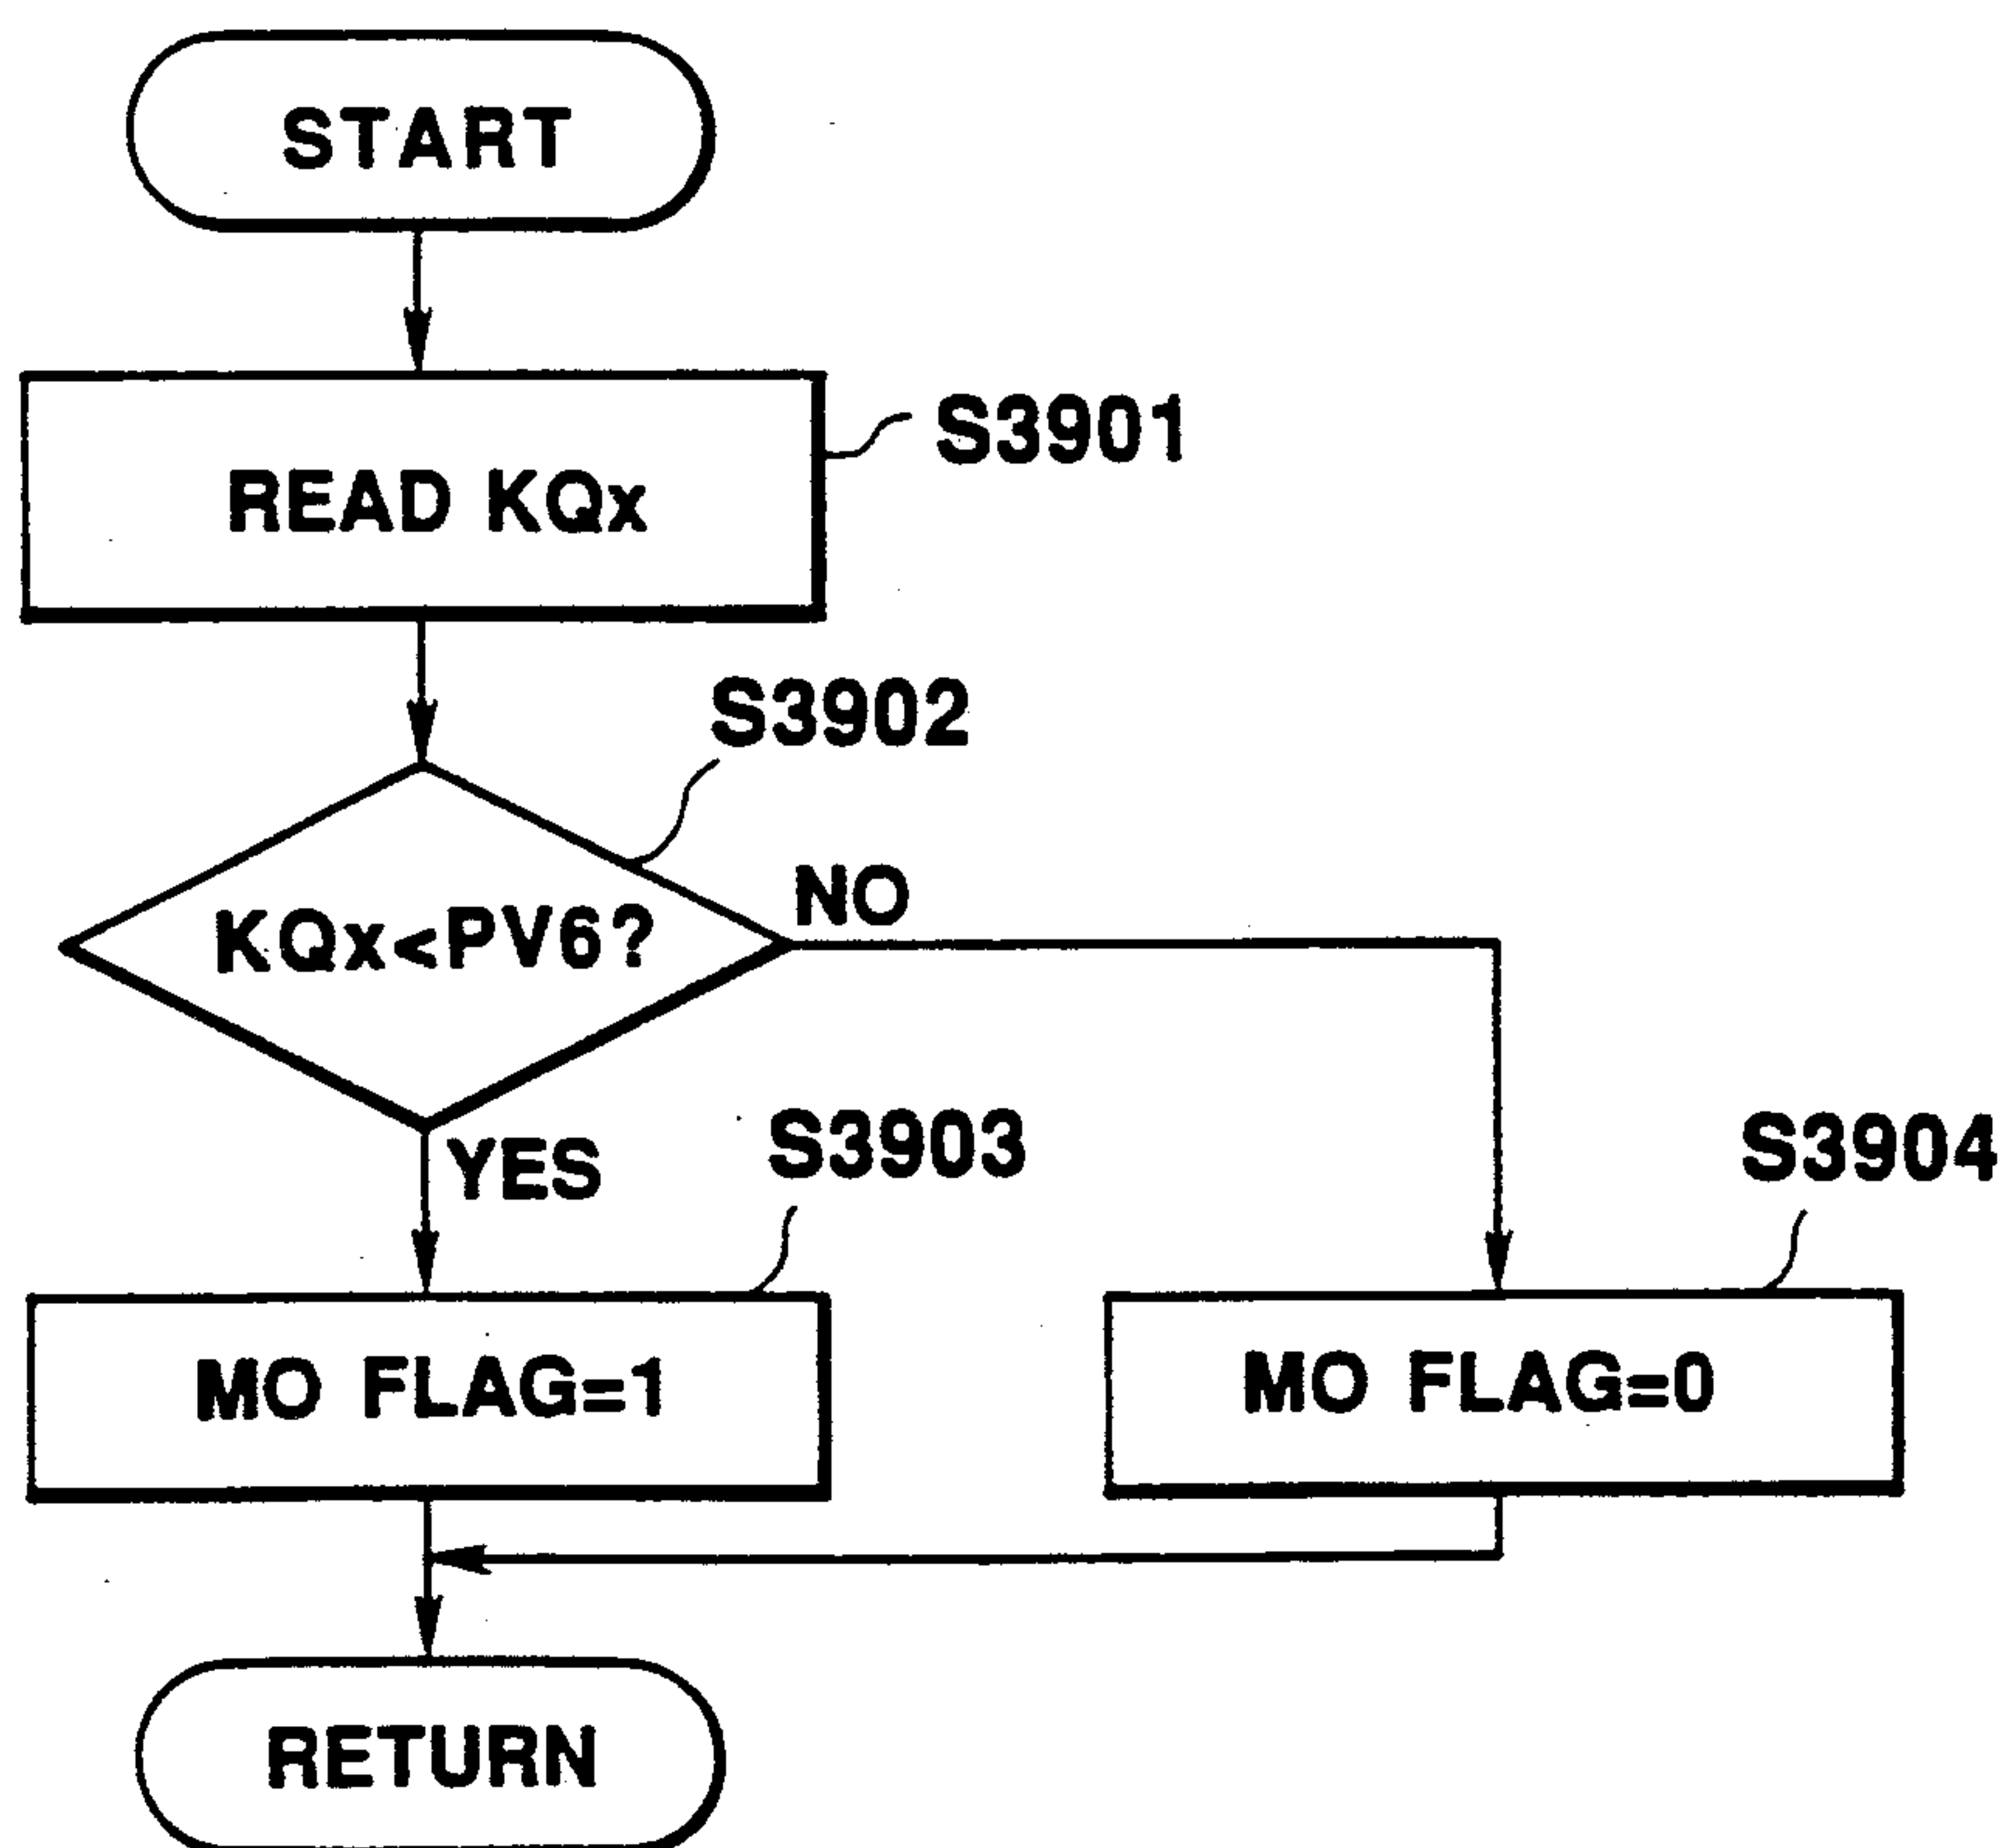 START
READ KQx
S3901
S3902
KQx<PV6?
NO
YES
S3903
S3904
MO FLAG=1
MO FLAG=0
RETURN